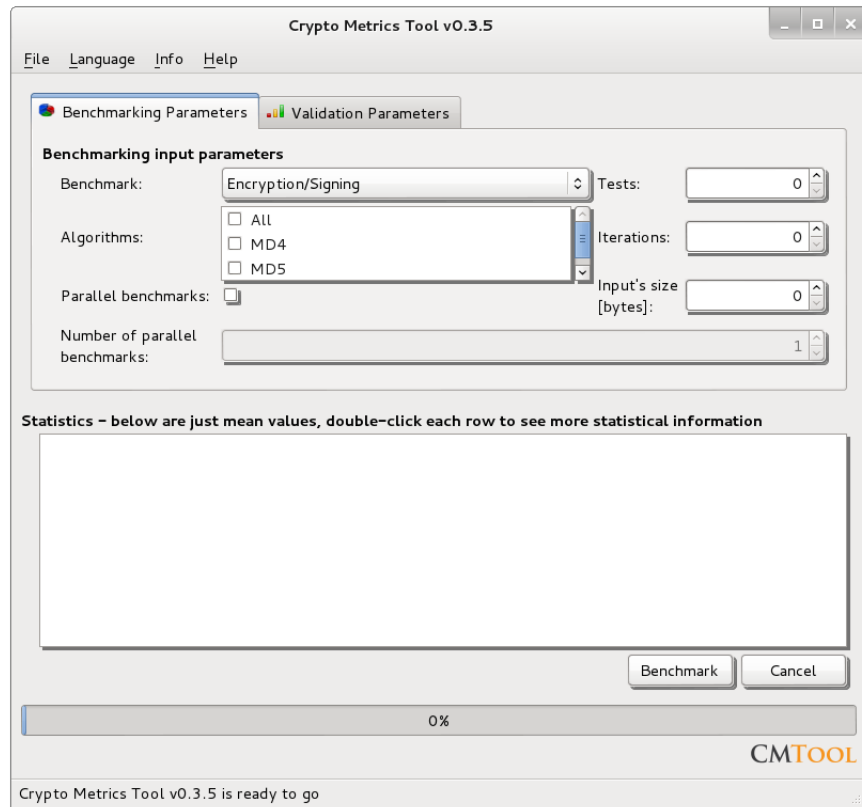 Crypto Metrics Tool v0.3.5
File Language Info Help
Benchmarking Parameters Validation Parameters
Benchmarking input parameters
Benchmark: Encryption/Signing Tests: 0
Algorithms: All
MD4
MD5
Iterations: 0
Parallel benchmarks:
Input's size
[bytes]: 0
Number of parallel
benchmarks: 1
Statistics – below are just mean values, double-click each row to see more statistical information
Benchmark Cancel
0%
CMTOOL
Crypto Metrics Tool v0.3.5 is ready to go